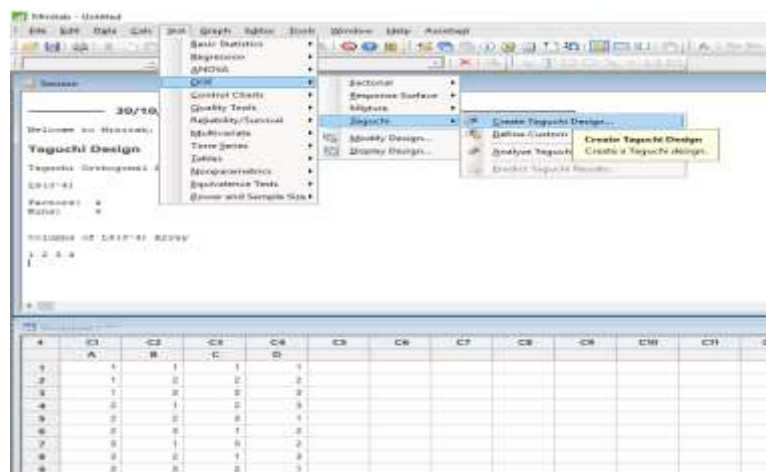 Minitab - Untitled
File Edit Data Calc Stat Graph Editor Tools Window Help Assistant
Basic Statistics
Regression
ANOVA
DOE
Control Charts
Quality Tools
Reliability/Survival
Multivariate
Time Series
Tables
Nonparametrics
Equivalence Tests
Power and Sample Size
Factorial
Response Surface
Mixture
Taguchi
Modify Design...
Display Design...
Create Taguchi Design...
Define Custom
Analyze Taguchi
Predict Taguchi Results...
Create Taguchi Design
Create a Taguchi design.
Session
30/10/
Welcome to Minitab,
Taguchi Design
Taguchi Orthogonal
L9(3^4)
Factors: 4
Runs: 9
Columns of L9(3^4) Array
1 2 3 4
C1 C2 C3 C4 C5 C6 C7 C8 C9 C10 C11
A B C D
1 1 1 1 1
2 1 2 2 2
3 1 3 3 3
4 2 1 2 3
5 2 2 3 1
6 2 3 1 2
7 3 1 3 2
8 3 2 1 3
9 3 3 2 1